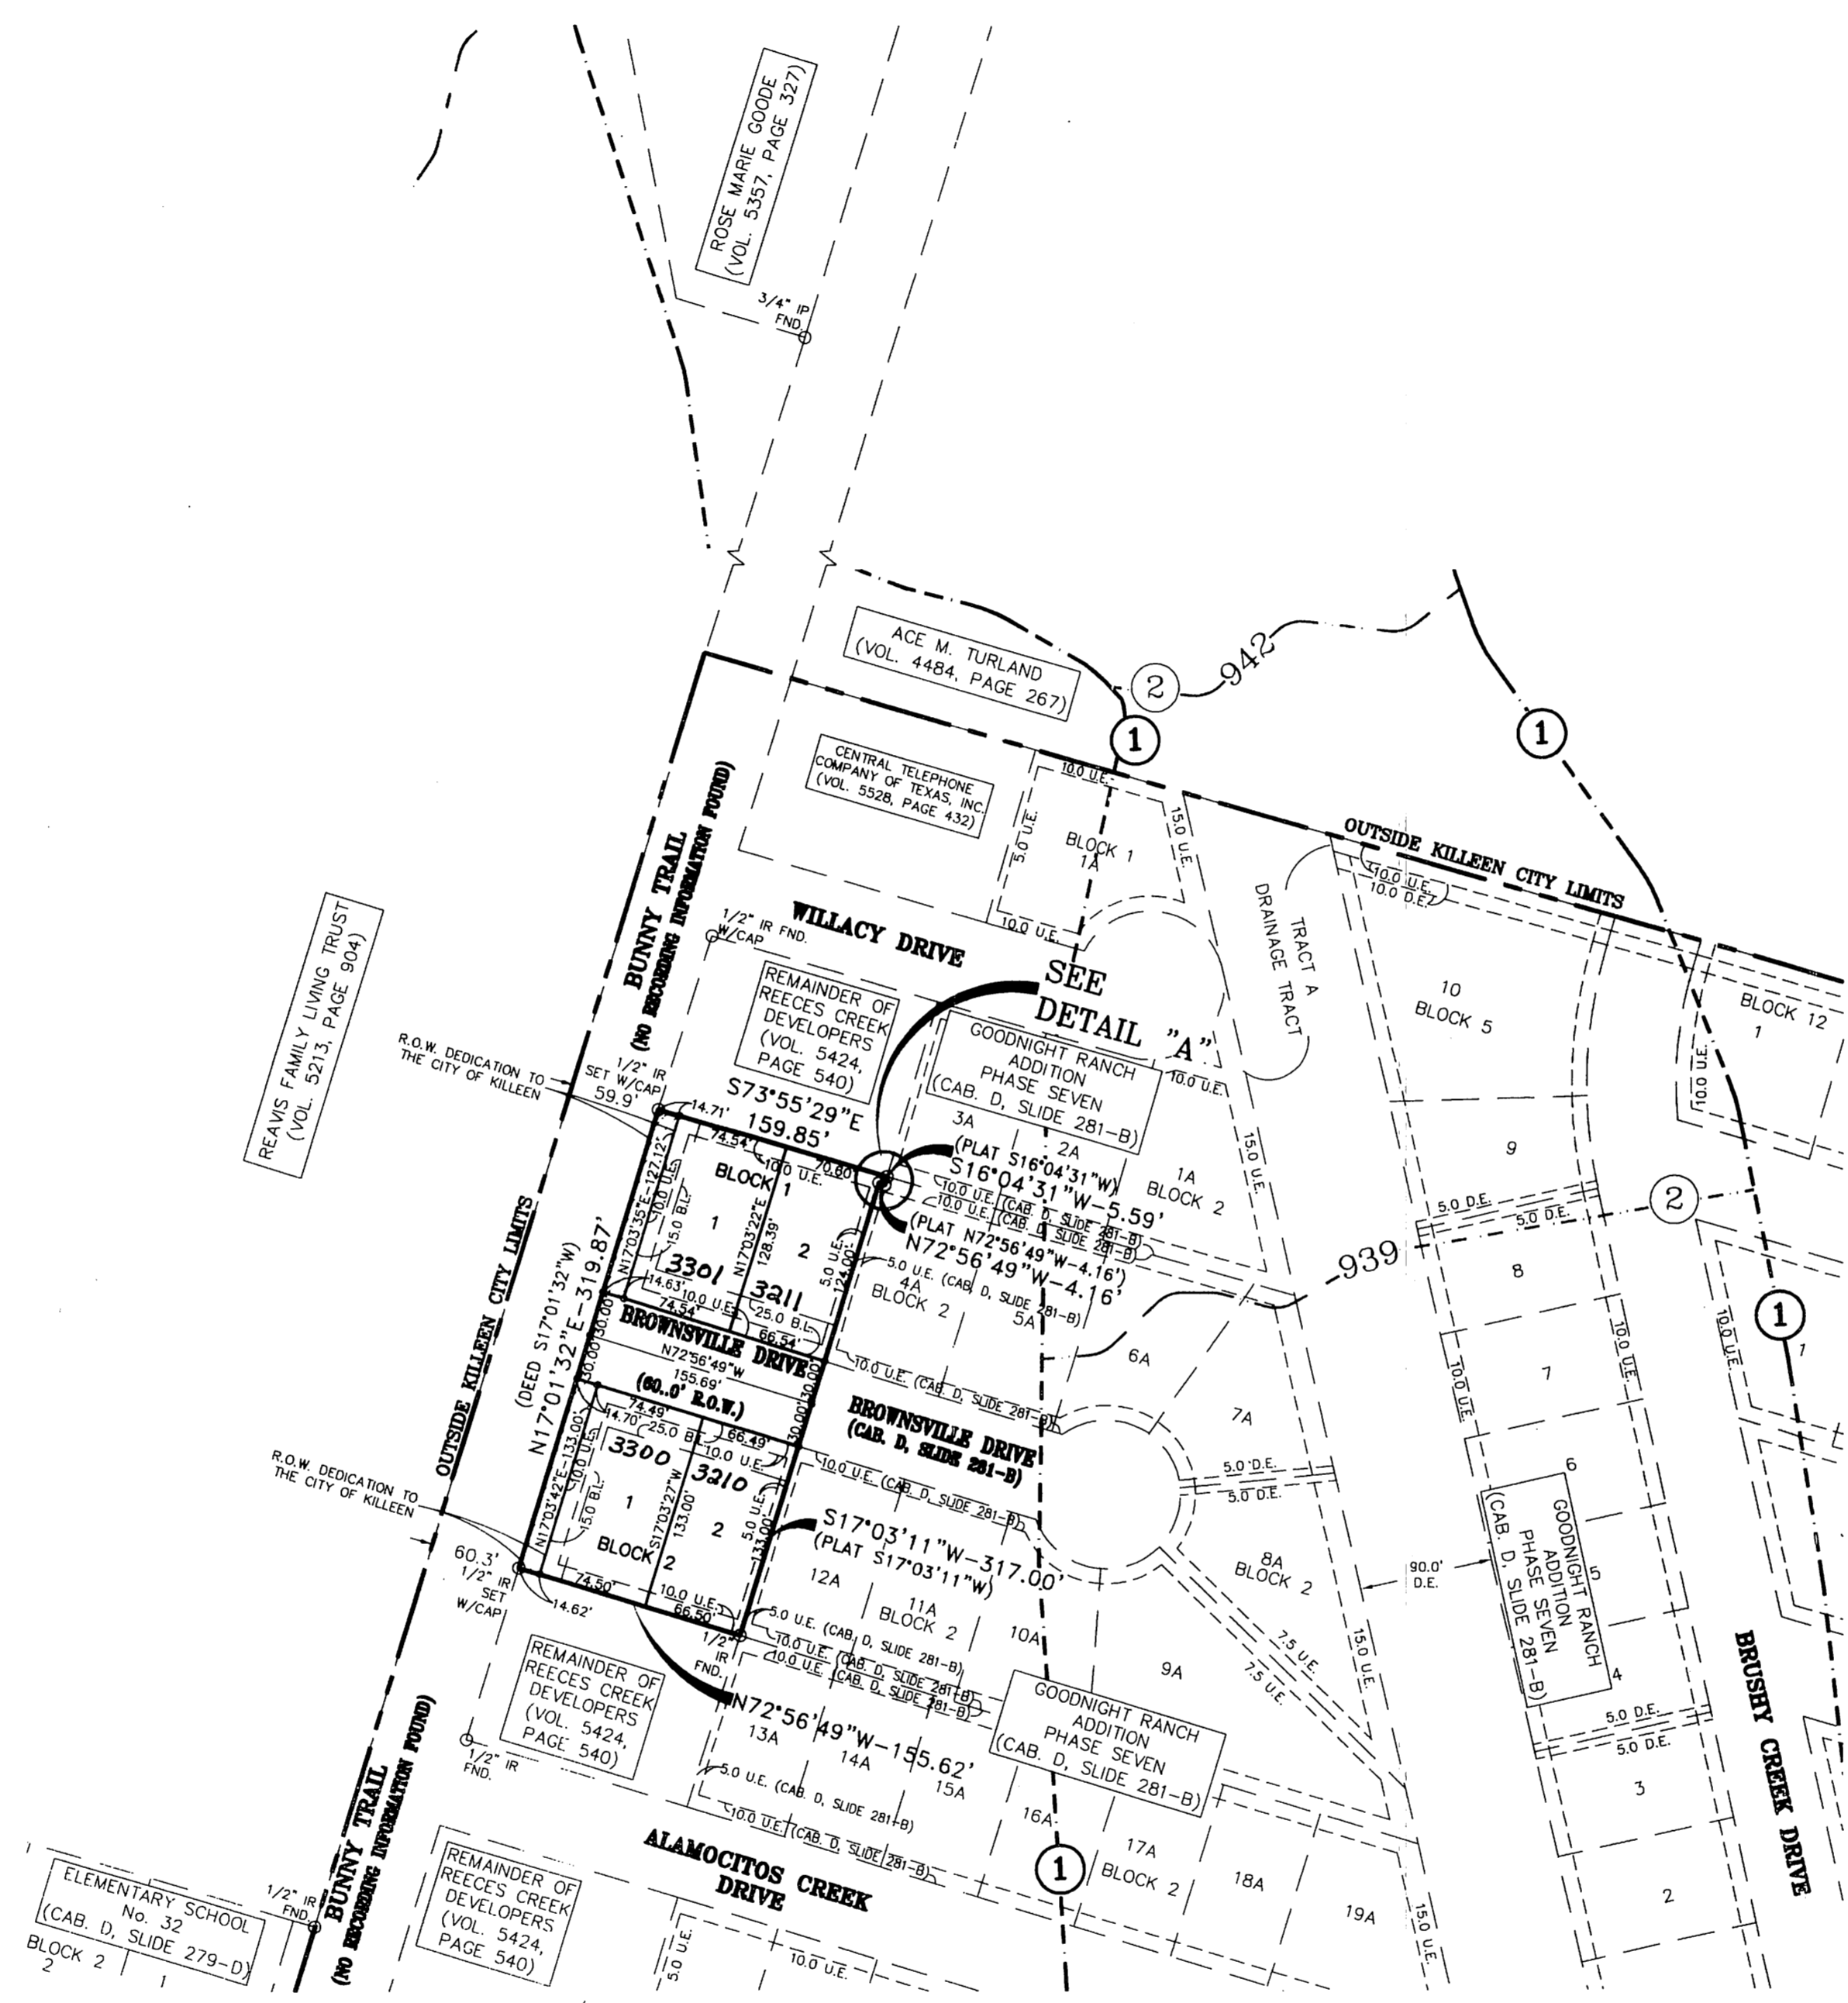 ROSE MARIE GOODE
(VOL. 5357, PAGE 327)
3/4" IP
FND.
ACE M. TURLAND
(VOL. 4484, PAGE 267)
2
942
1
1
CENTRAL TELEPHONE
COMPANY OF TEXAS, INC.
(VOL. 5528, PAGE 432)
10.0 U.E.
5.0 U.E.
BLOCK 1
1A
15.0 U.E.
10.0 U.E.
OUTSIDE KILLEEN CITY LIMITS
10.0 U.E.
10.0 D.E.
TRACT A
DRAINAGE TRACT
BUNNY TRAIL
(NO RECORDING INFORMATION FOUND)
1/2" IR FND.
W/CAP
WILLACY DRIVE
REAVIS FAMILY LIVING TRUST
(VOL. 5213, PAGE 904)
REMAINDER OF
REECES CREEK
DEVELOPERS
(VOL. 5424,
PAGE 540)
SEE
DETAIL "A"
GOODNIGHT RANCH
ADDITION
PHASE SEVEN
(CAB. D, SLIDE 281-B)
10.0 U.E.
10
BLOCK 5
BLOCK 12
1
10.0 U.E.
R.O.W. DEDICATION TO
THE CITY OF KILLEEN
1/2" IR
SET W/CAP
59.9'
14.71'
S73°55'29"E
159.85'
74.54'
10.0 U.E.
70.60'
BLOCK 1
3A
2A
1A
BLOCK 2
15.0 U.E.
9
(PLAT S16°04'31"W)
S16°04'31"W-5.59'
10.0 U.E. (CAB. D, SLIDE 281-B)
10.0 U.E. (CAB. D, SLIDE 281-B)
(PLAT N72°56'49"W-4.16')
N72°56'49"W-4.16'
5.0 D.E.
5.0 D.E.
2
939
8
N17°03'35"E-127.12'
10.0 U.E.
15.0 B.L.
1
N17°03'22"E
128.39'
2
5.0 U.E.
124.00'
3301
3211
14.63'
10.0 U.E.
74.54'
25.0 B.L.
66.54'
5.0 U.E. (CAB. D, SLIDE 281-B)
4A
BLOCK 2
5A
6A
7A
7
10.0 U.E.
10.0 U.E.
10.0 U.E.
1
1
OUTSIDE KILLEEN CITY LIMITS
(DEED S17°01'32"W)
N17°01'32"E-319.87'
30.00'
30.00'
BROWNSVILLE DRIVE
N72°56'49"W
155.69'
(60..0' R.O.W.)
30.00'
30.00'
10.0 U.E. (CAB. D, SLIDE 281-B)
BROWNSVILLE DRIVE
(CAB. D, SLIDE 281-B)
10.0 U.E. (CAB. D, SLIDE 281-B)
74.49'
14.70'
25.0 B.L.
66.49'
10.0 U.E.
3300
3210
N17°03'42"E-133.00'
10.0 U.E.
15.0 B.L.
1
S17°03'27"W
133.00'
2
5.0 U.E.
133.00'
BLOCK 2
R.O.W. DEDICATION TO
THE CITY OF KILLEEN
60.3'
1/2" IR
SET
W/CAP
74.50'
14.62'
10.0 U.E.
66.50'
S17°03'11"W-317.00'
(PLAT S17°03'11"W)
5.0 D.E.
5.0 D.E.
8A
BLOCK 2
90.0'
D.E.
6
5
4
3
2
GOODNIGHT RANCH
ADDITION
PHASE SEVEN
(CAB. D, SLIDE 281-B)
12A
11A
BLOCK 2
10A
9A
7.5 U.E.
7.5 U.E.
15.0 U.E.
1/2"
IR
FND.
5.0 U.E. (CAB. D, SLIDE 281-B)
10.0 U.E. (CAB. D, SLIDE 281-B)
10.0 U.E. (CAB. D, SLIDE 281-B)
N72°56'49"W-155.62'
REMAINDER OF
REECES CREEK
DEVELOPERS
(VOL. 5424,
PAGE 540)
1/2" IR
FND.
13A
14A
15A
GOODNIGHT RANCH
ADDITION
PHASE SEVEN
(CAB. D, SLIDE 281-B)
5.0 D.E.
5.0 D.E.
BRUSHY CREEK DRIVE
5.0 U.E. (CAB. D, SLIDE 281-B)
10.0 U.E. (CAB. D, SLIDE 281-B)
16A
17A
BLOCK 2
18A
19A
1
15.0 U.E.
ALAMOCITOS CREEK
DRIVE
BUNNY TRAIL
(NO RECORDING INFORMATION FOUND)
REMAINDER OF
REECES CREEK
DEVELOPERS
(VOL. 5424,
PAGE 540)
5.0 U.E.
10.0 U.E.
1/2" IR
FND
ELEMENTARY SCHOOL
No. 32
(CAB. D, SLIDE 279-D)
BLOCK 2
2
1